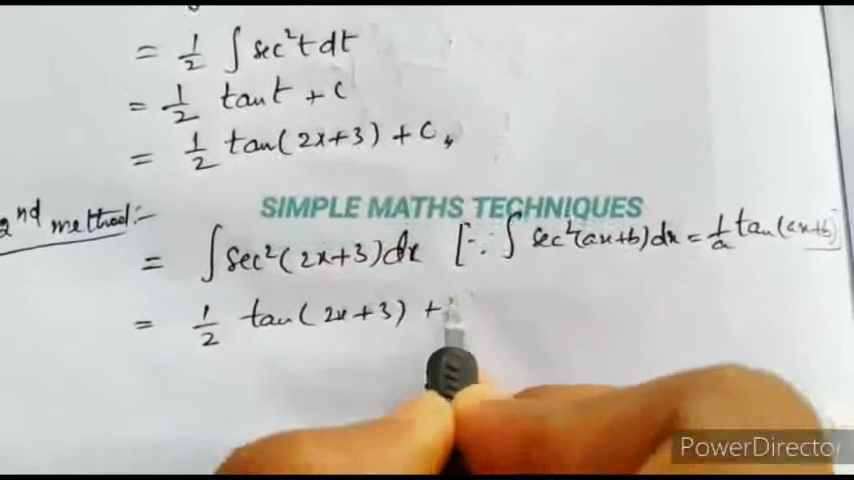 = 1/2 ∫ sec²t dt
= 1/2 tan t + C
= 1/2 tan(2x+3) + C //
SIMPLE MATHS TECHNIQUES
2nd method:-
= ∫ sec²(2x+3) dx [∵ ∫ sec²(ax+b) dx = 1/a tan(ax+b)]
= 1/2 tan(2x+3) +
PowerDirector